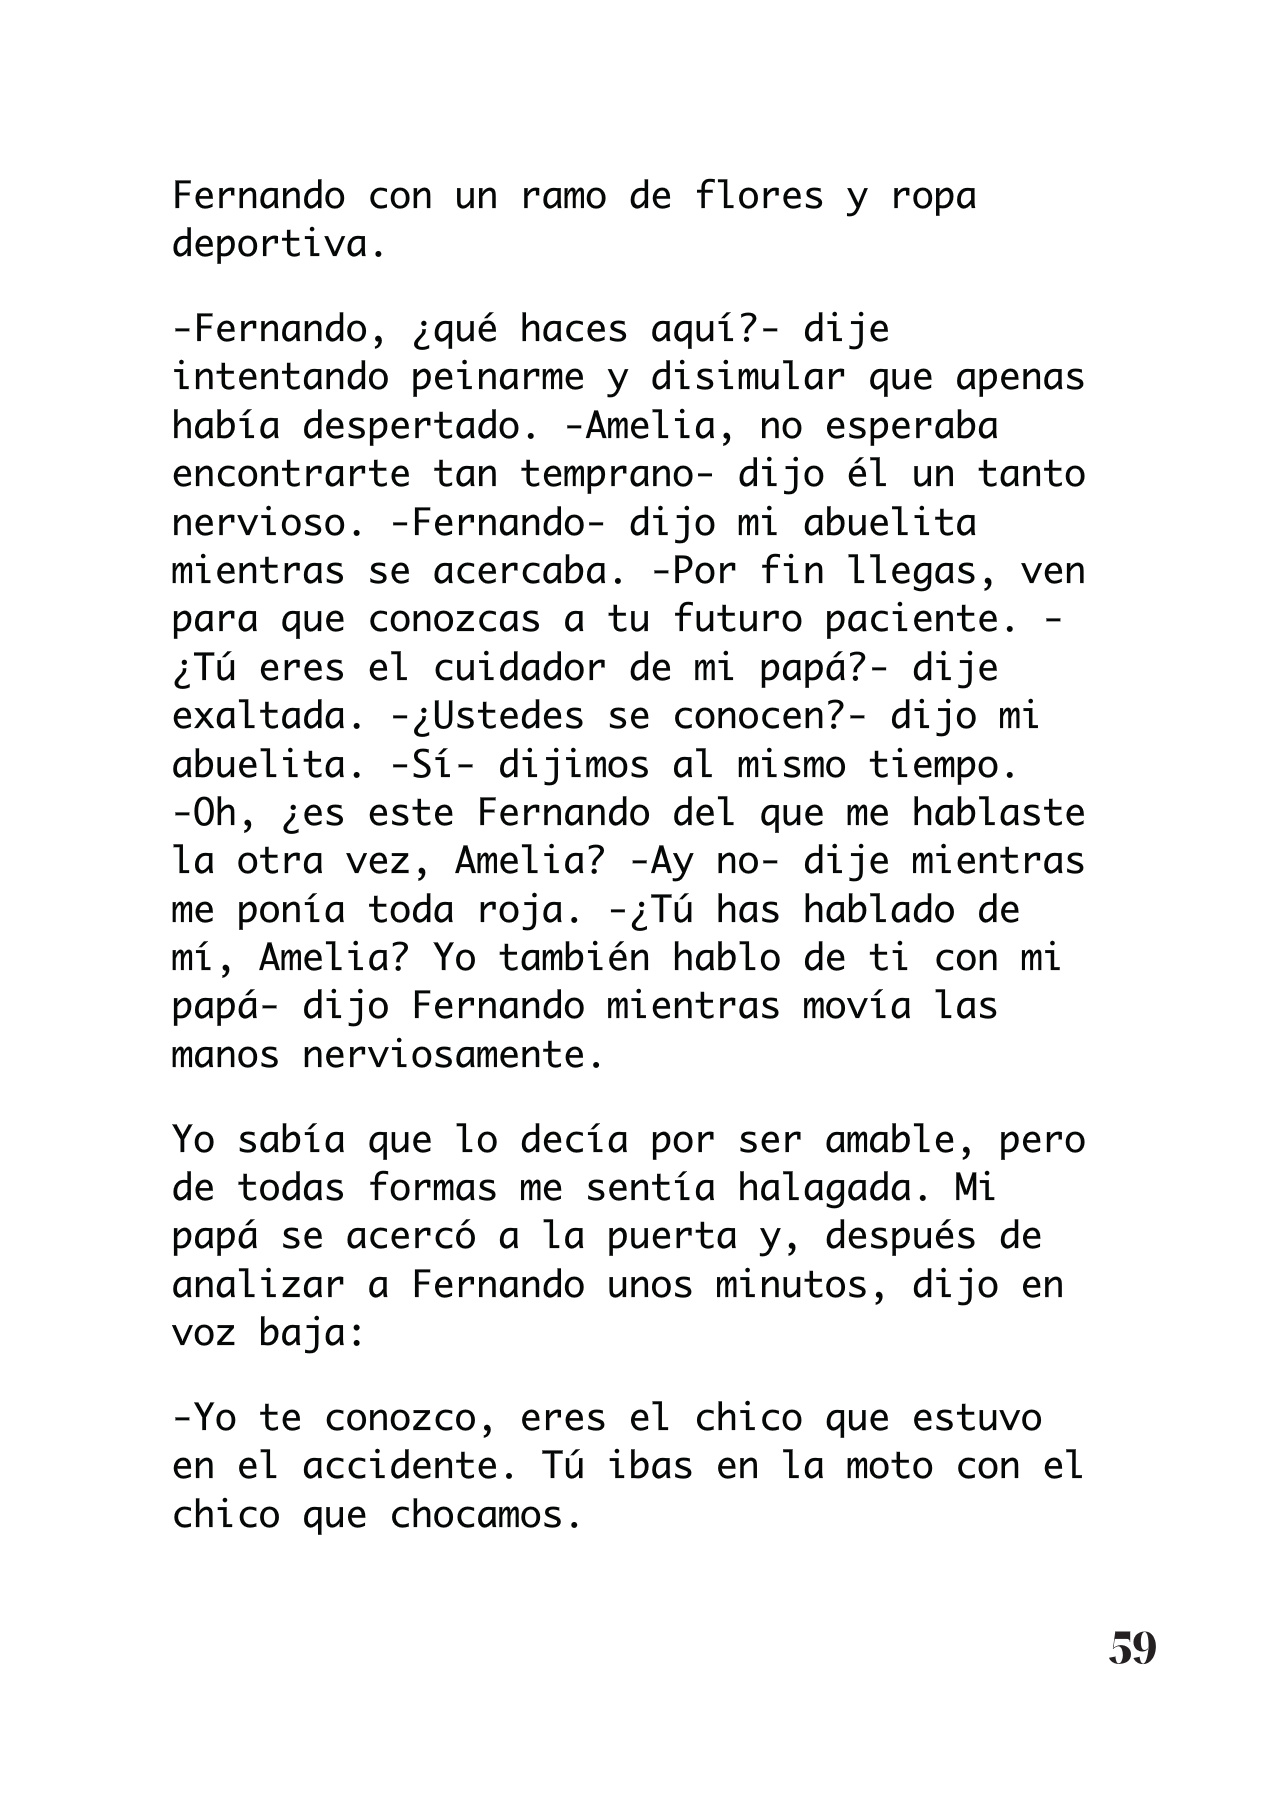 Fernando con un ramo de flores y ropa
deportiva.
-Fernando, ¿qué haces aquí?- dije
intentando peinarme y disimular que apenas
había despertado. -Amelia, no esperaba
encontrarte tan temprano- dijo él un tanto
nervioso. -Fernando- dijo mi abuelita
mientras se acercaba. -Por fin llegas, ven
para que conozcas a tu futuro paciente. -
¿Tú eres el cuidador de mi papá?- dije
exaltada. -¿Ustedes se conocen?- dijo mi
abuelita. -Sí- dijimos al mismo tiempo.
-Oh, ¿es este Fernando del que me hablaste
la otra vez, Amelia? -Ay no- dije mientras
me ponía toda roja. -¿Tú has hablado de
mí, Amelia? Yo también hablo de ti con mi
papá- dijo Fernando mientras movía las
manos nerviosamente.
Yo sabía que lo decía por ser amable, pero
de todas formas me sentía halagada. Mi
papá se acercó a la puerta y, después de
analizar a Fernando unos minutos, dijo en
voz baja:
-Yo te conozco, eres el chico que estuvo
en el accidente. Tú ibas en la moto con el
chico que chocamos.
59